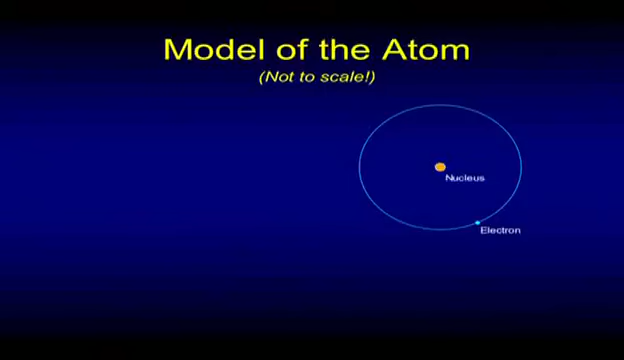 Model of the Atom
(Not to scale!)
Nucleus
Electron